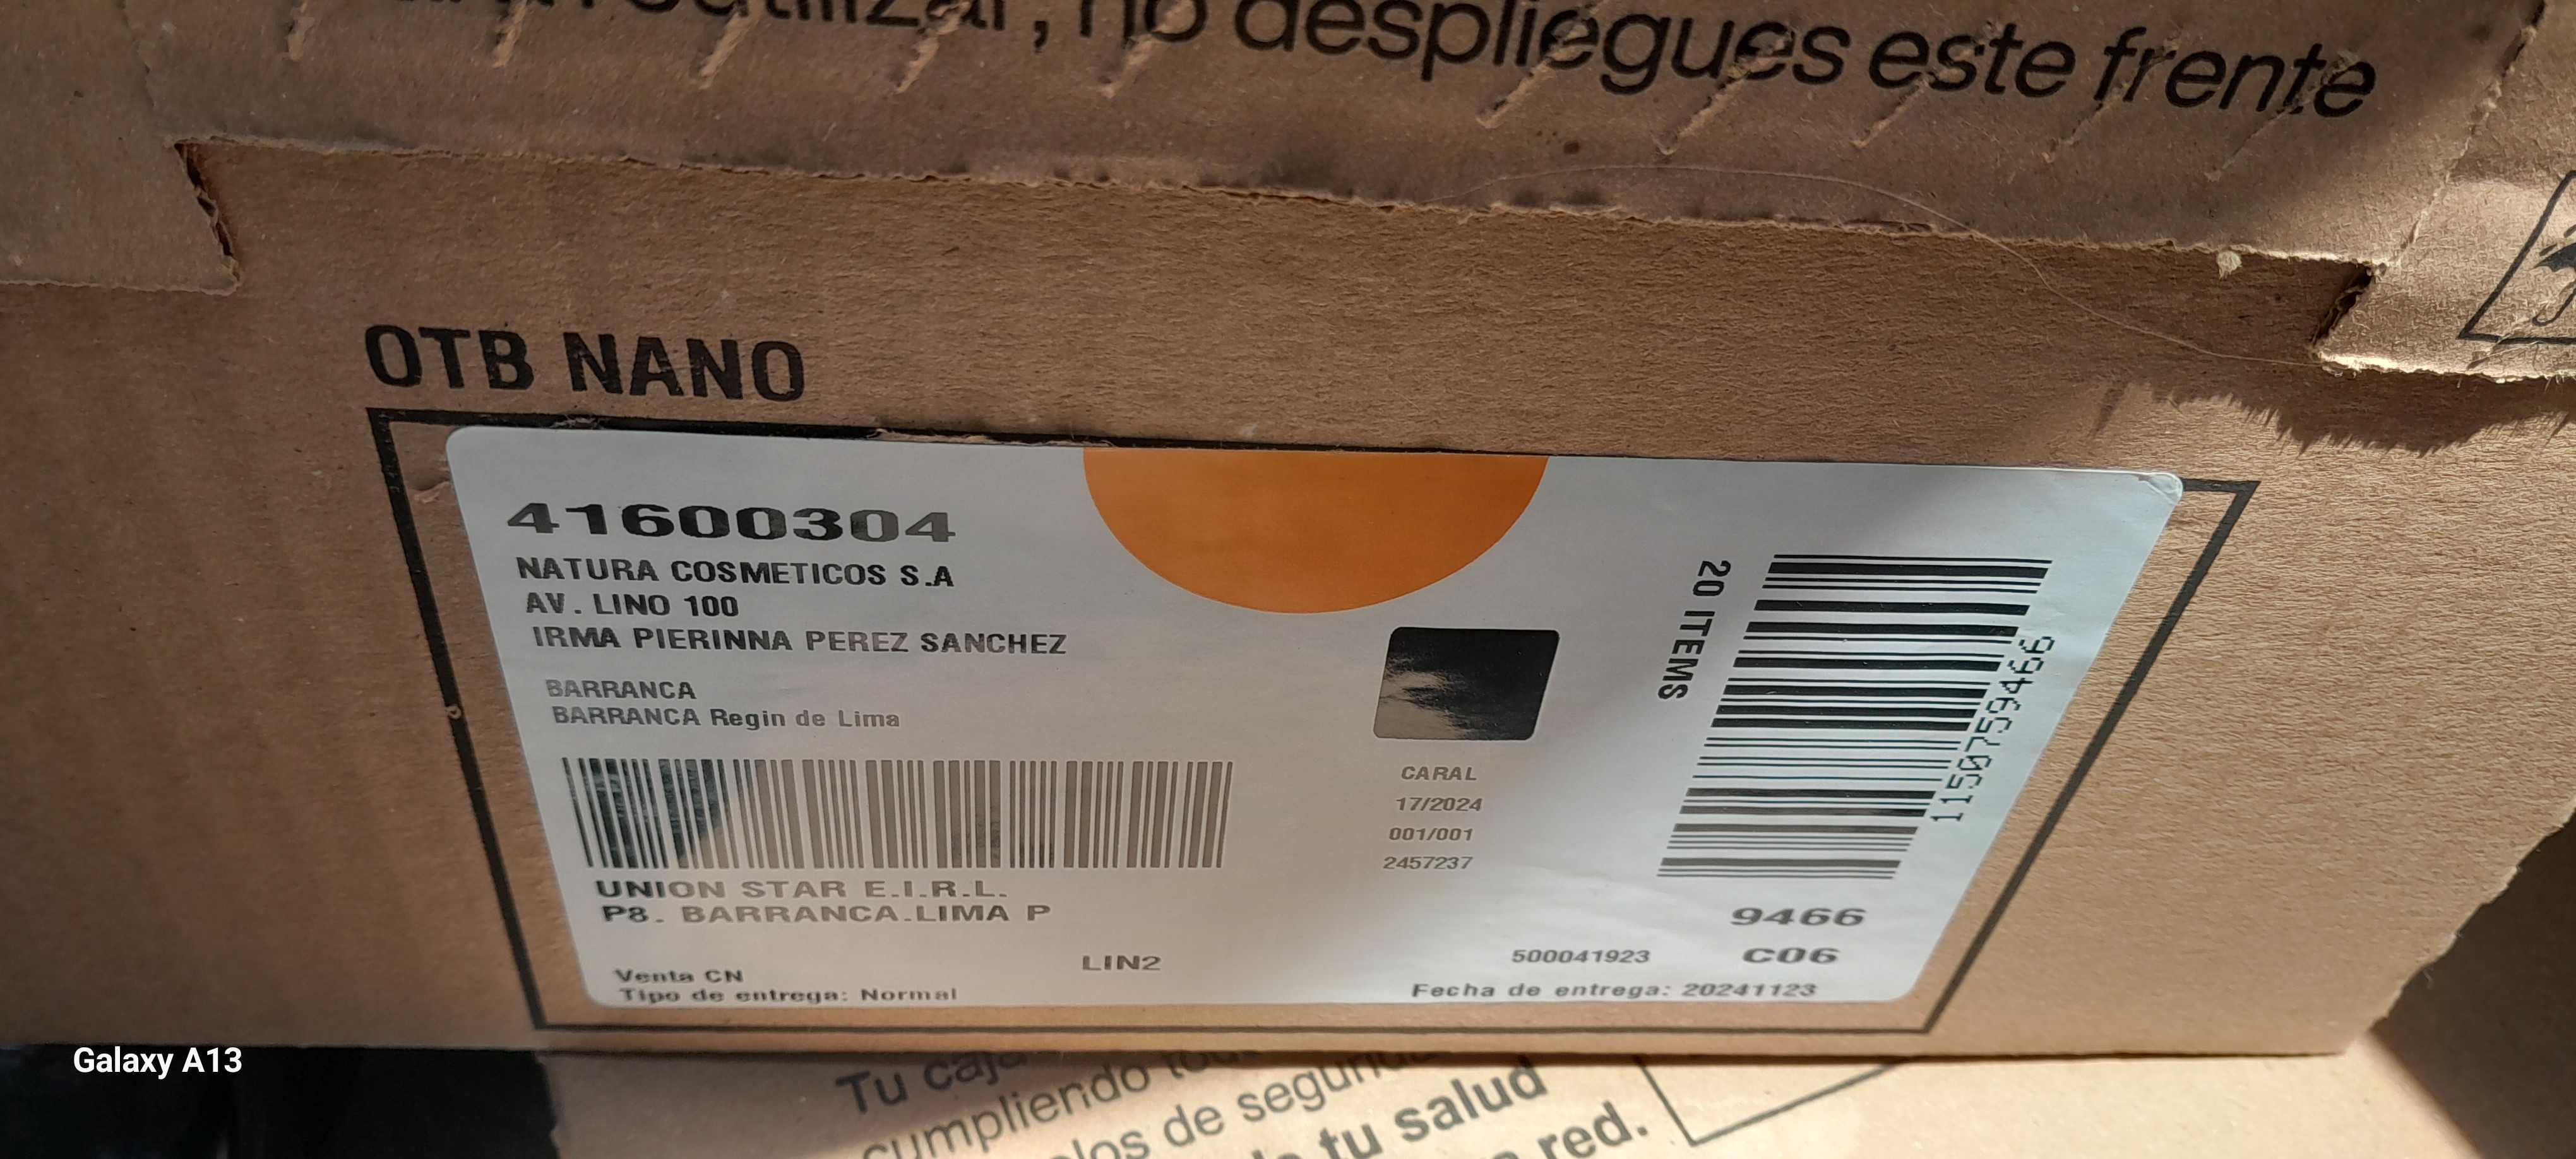 reutilizar, no despliegues este frente
OTB NANO
41600304
NATURA COSMETICOS S.A
AV. LINO 100
IRMA PIERINNA PEREZ SANCHEZ
BARRANCA
BARRANCA Regin de Lima
UNION STAR E.I.R.L.
P8. BARRANCA.LIMA P
LIN2
Venta CN
Tipo de entrega: Normal
CARAL
17/2024
001/001
2457237
20 ITEMS
1150759466
9466
500041923
C06
Fecha de entrega: 20241123
Galaxy A13
Tu caja
cumpliendo
de
tu salud
red.